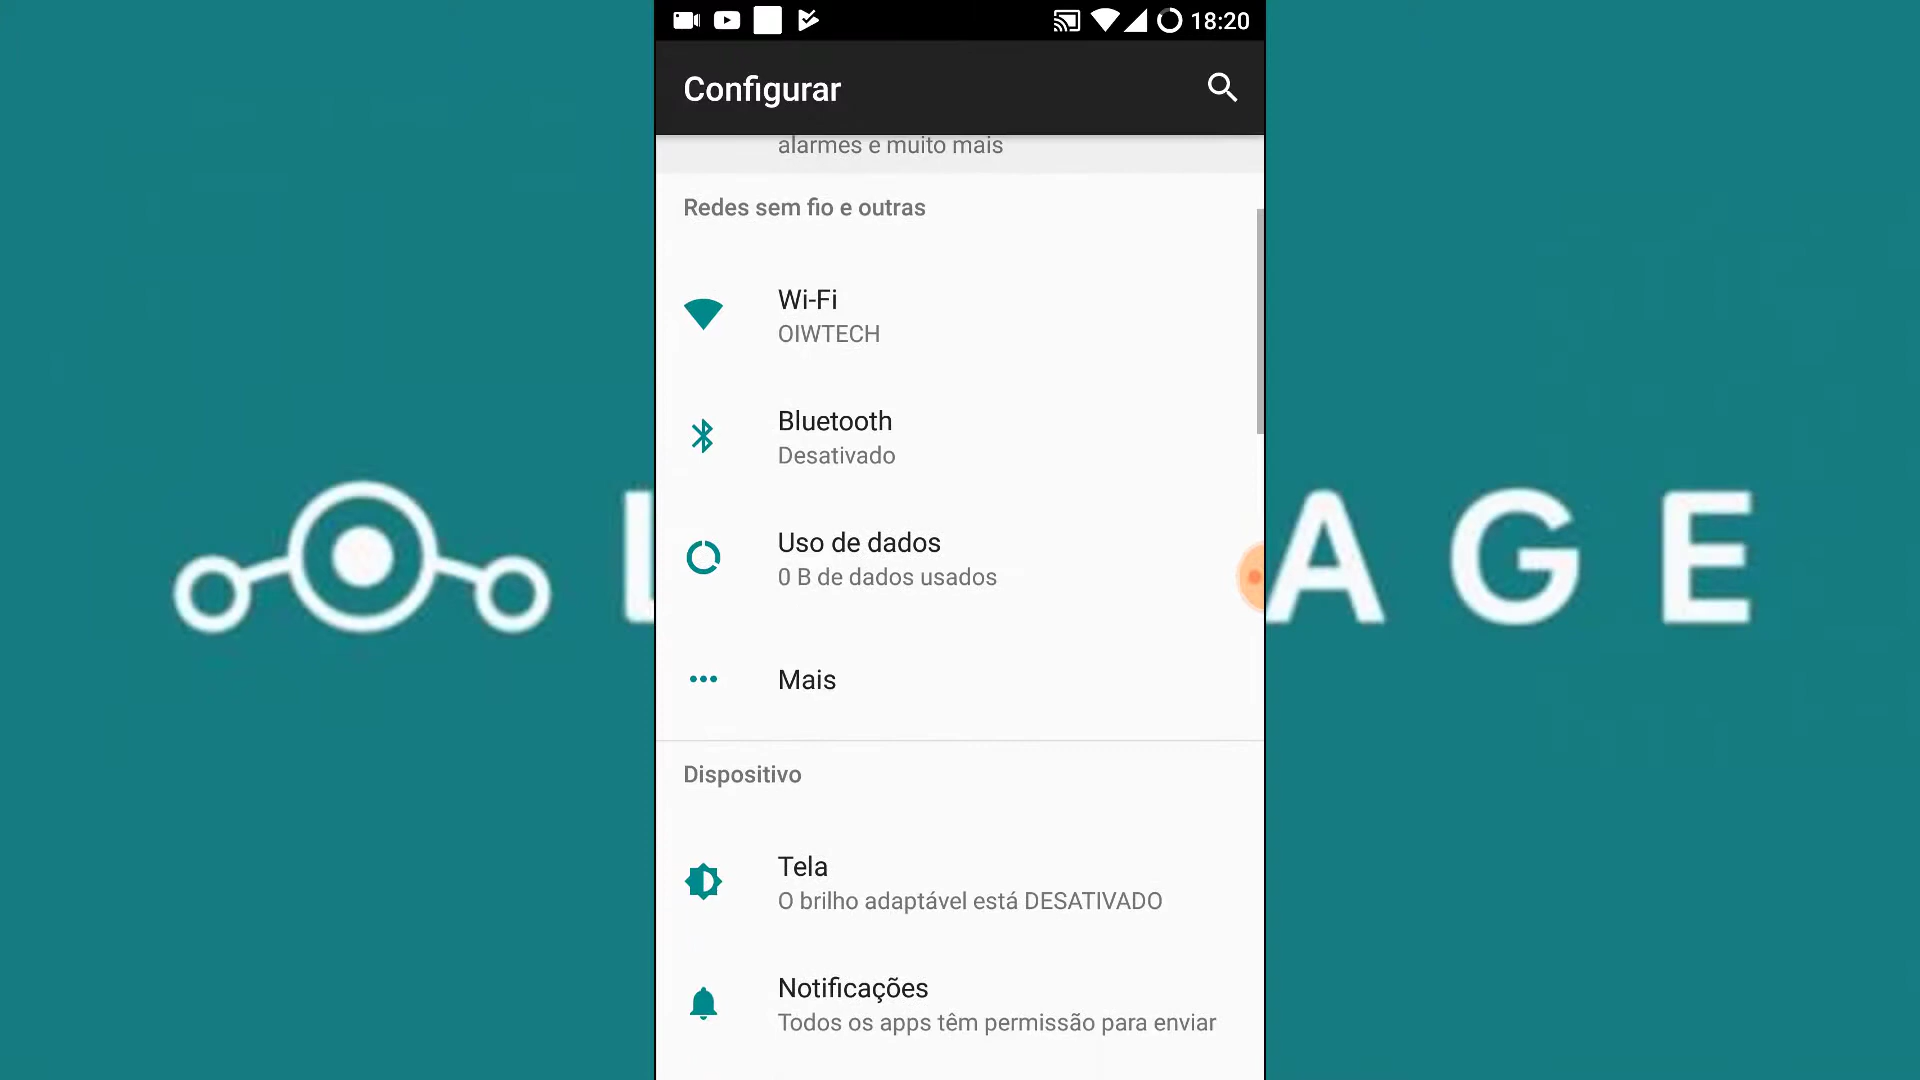 18:20
Configurar
alarmes e muito mais
Redes sem fio e outras
Wi-Fi
OIWTECH
Bluetooth
Desativado
Uso de dados
0 B de dados usados
L AGE
Mais
Dispositivo
Tela
O brilho adaptável está DESATIVADO
Notificações
Todos os apps têm permissão para enviar